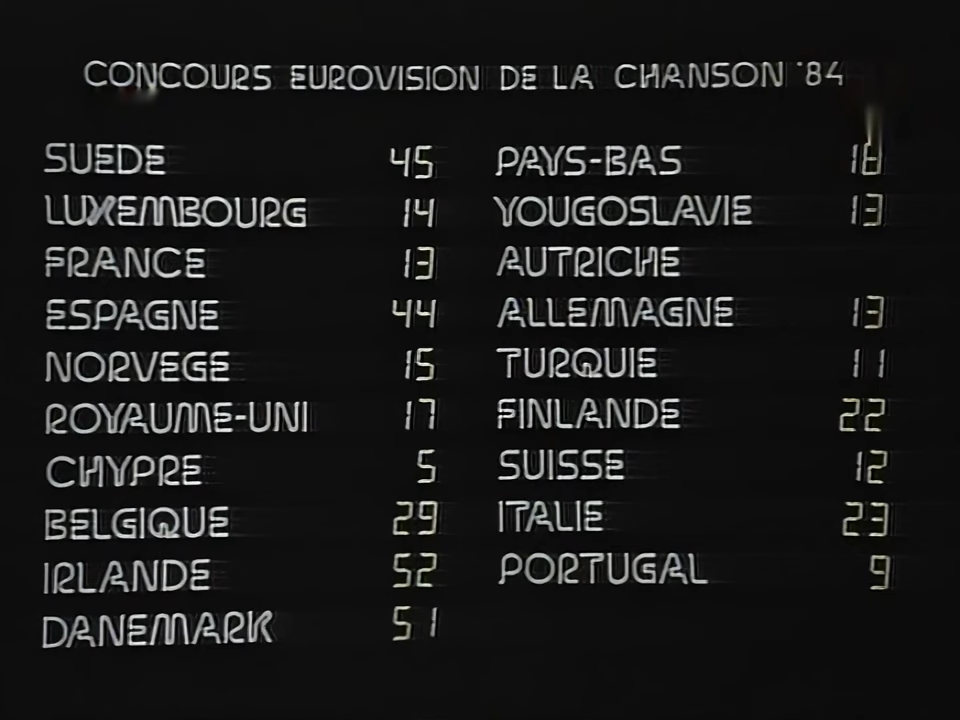 CONCOURS EUROVISION DE LA CHANSON '84
SUEDE 45 PAYS-BAS 18
LUXEMBOURG 14 YOUGOSLAVIE 13
FRANCE 13 AUTRICHE
ESPAGNE 44 ALLEMAGNE 13
NORVEGE 15 TURQUIE 11
ROYAUME-UNI 17 FINLANDE 22
CHYPRE 5 SUISSE 12
BELGIQUE 29 ITALIE 23
IRLANDE 52 PORTUGAL 9
DANEMARK 51